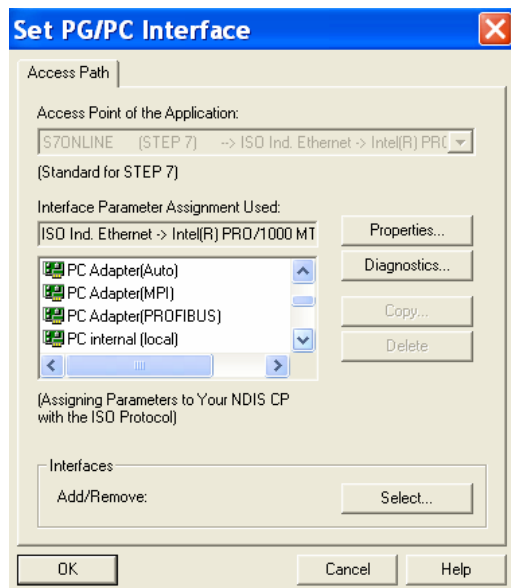 Set PG/PC Interface
Access Path
Access Point of the Application:
S7ONLINE (STEP 7) --> ISO Ind. Ethernet -> Intel(R) PRO
(Standard for STEP 7)
Interface Parameter Assignment Used:
ISO Ind. Ethernet -> Intel(R) PRO/1000 MT
Properties...
PC Adapter(Auto)
Diagnostics...
PC Adapter(MPI)
PC Adapter(PROFIBUS)
Copy...
PC internal (local)
Delete
(Assigning Parameters to Your NDIS CP
with the ISO Protocol)
Interfaces
Add/Remove:
Select...
OK
Cancel
Help